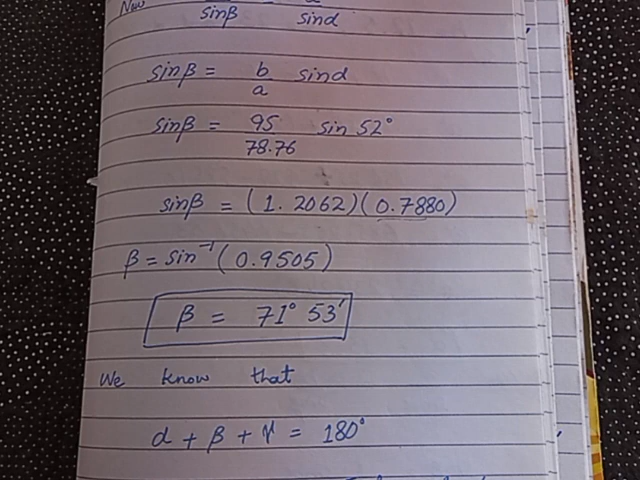 Now
sinβ sinα
sinβ = b/a sinα
sinβ = 95/78.76 sin 52°
sinβ = (1.2062)(0.7880)
β = sin⁻¹(0.9505)
β = 71° 53′
We know that
α + β + γ = 180°